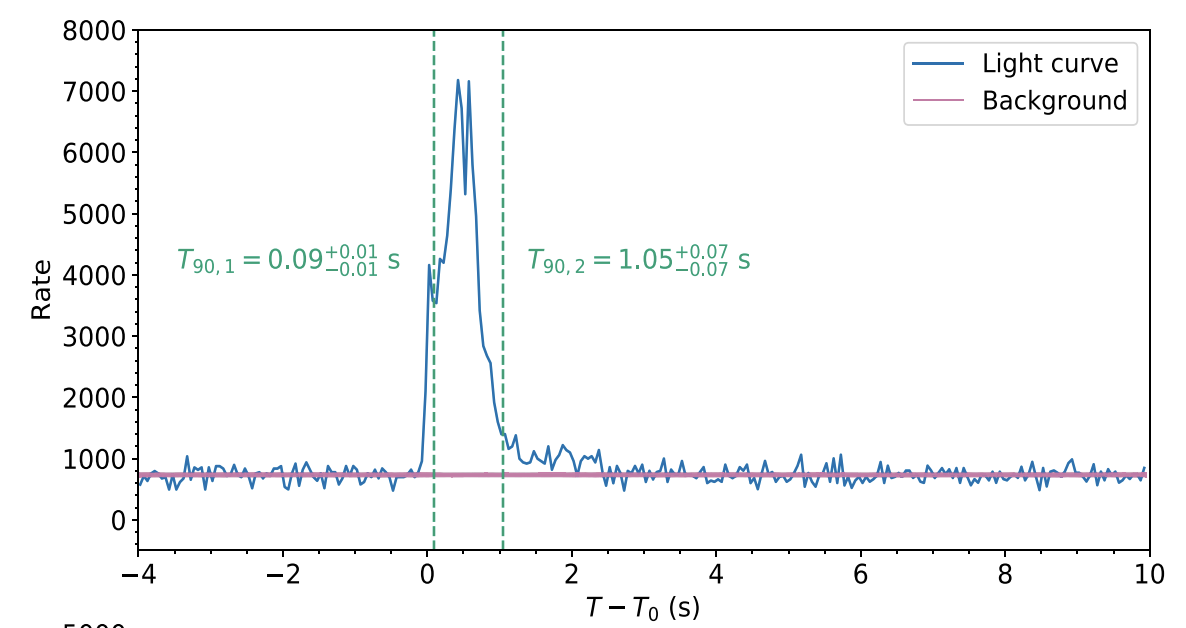 8000
7000
6000
5000
4000
3000
2000
1000
0
Rate
Light curve
Background
T₉₀,₁ = 0.09⁺⁰·⁰¹₋₀.₀₁ s
T₉₀,₂ = 1.05⁺⁰·⁰⁷₋₀.₀₇ s
−4 −2 0 2 4 6 8 10
T − T₀ (s)